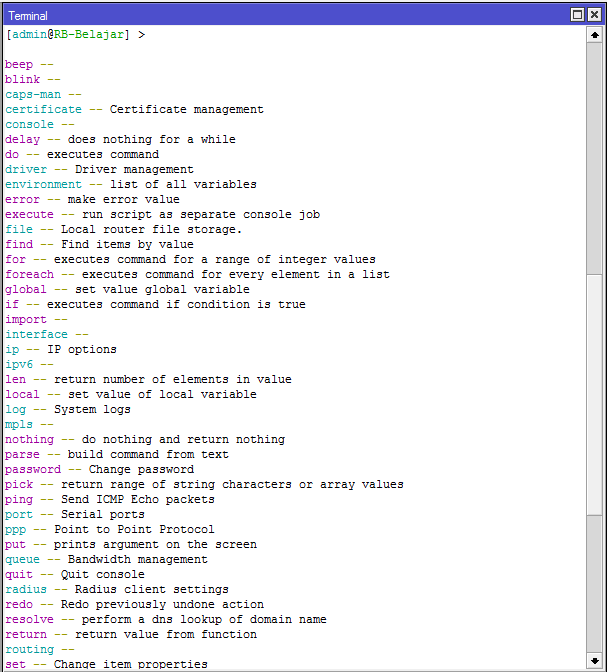 Terminal
[admin@RB-Belajar] >
beep --
blink --
caps-man --
certificate -- Certificate management
console --
delay -- does nothing for a while
do -- executes command
driver -- Driver management
environment -- list of all variables
error -- make error value
execute -- run script as separate console job
file -- Local router file storage.
find -- Find items by value
for -- executes command for a range of integer values
foreach -- executes command for every element in a list
global -- set value global variable
if -- executes command if condition is true
import --
interface --
ip -- IP options
ipv6 --
len -- return number of elements in value
local -- set value of local variable
log -- System logs
mpls --
nothing -- do nothing and return nothing
parse -- build command from text
password -- Change password
pick -- return range of string characters or array values
ping -- Send ICMP Echo packets
port -- Serial ports
ppp -- Point to Point Protocol
put -- prints argument on the screen
queue -- Bandwidth management
quit -- Quit console
radius -- Radius client settings
redo -- Redo previously undone action
resolve -- perform a dns lookup of domain name
return -- return value from function
routing --
set -- Change item properties